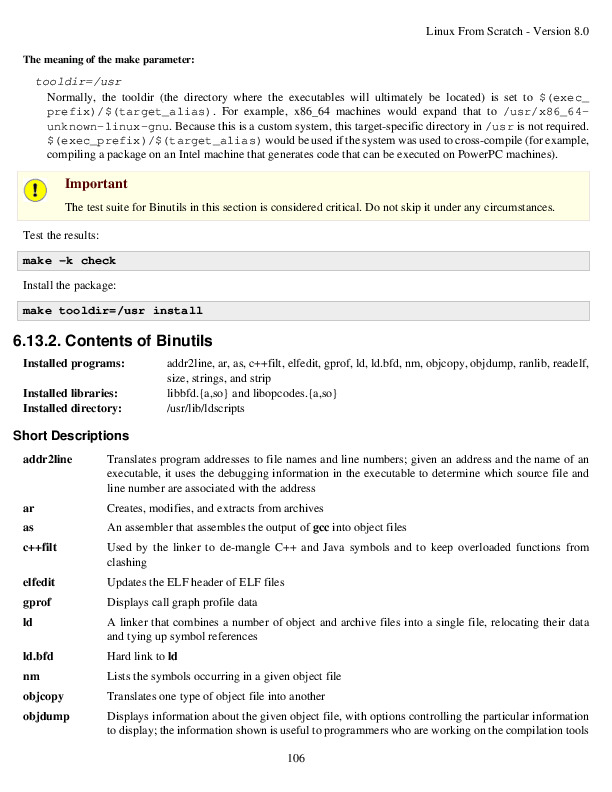 Linux From Scratch - Version 8.0
The meaning of the make parameter:
tooldir=/usr
Normally, the tooldir (the directory where the executables will ultimately be located) is set to $(exec_
prefix)/$(target_alias). For example, x86_64 machines would expand that to /usr/x86_64-
unknown-linux-gnu. Because this is a custom system, this target-specific directory in /usr is not required.
$(exec_prefix)/$(target_alias) would be used if the system was used to cross-compile (for example,
compiling a package on an Intel machine that generates code that can be executed on PowerPC machines).
Important
The test suite for Binutils in this section is considered critical. Do not skip it under any circumstances.
Test the results:
make -k check
Install the package:
make tooldir=/usr install
6.13.2. Contents of Binutils
Installed programs: addr2line, ar, as, c++filt, elfedit, gprof, ld, ld.bfd, nm, objcopy, objdump, ranlib, readelf,
size, strings, and strip
Installed libraries: libbfd.{a,so} and libopcodes.{a,so}
Installed directory: /usr/lib/ldscripts
Short Descriptions
addr2line Translates program addresses to file names and line numbers; given an address and the name of an
executable, it uses the debugging information in the executable to determine which source file and
line number are associated with the address
ar Creates, modifies, and extracts from archives
as An assembler that assembles the output of gcc into object files
c++filt Used by the linker to de-mangle C++ and Java symbols and to keep overloaded functions from
clashing
elfedit Updates the ELF header of ELF files
gprof Displays call graph profile data
ld A linker that combines a number of object and archive files into a single file, relocating their data
and tying up symbol references
ld.bfd Hard link to ld
nm Lists the symbols occurring in a given object file
objcopy Translates one type of object file into another
objdump Displays information about the given object file, with options controlling the particular information
to display; the information shown is useful to programmers who are working on the compilation tools
106